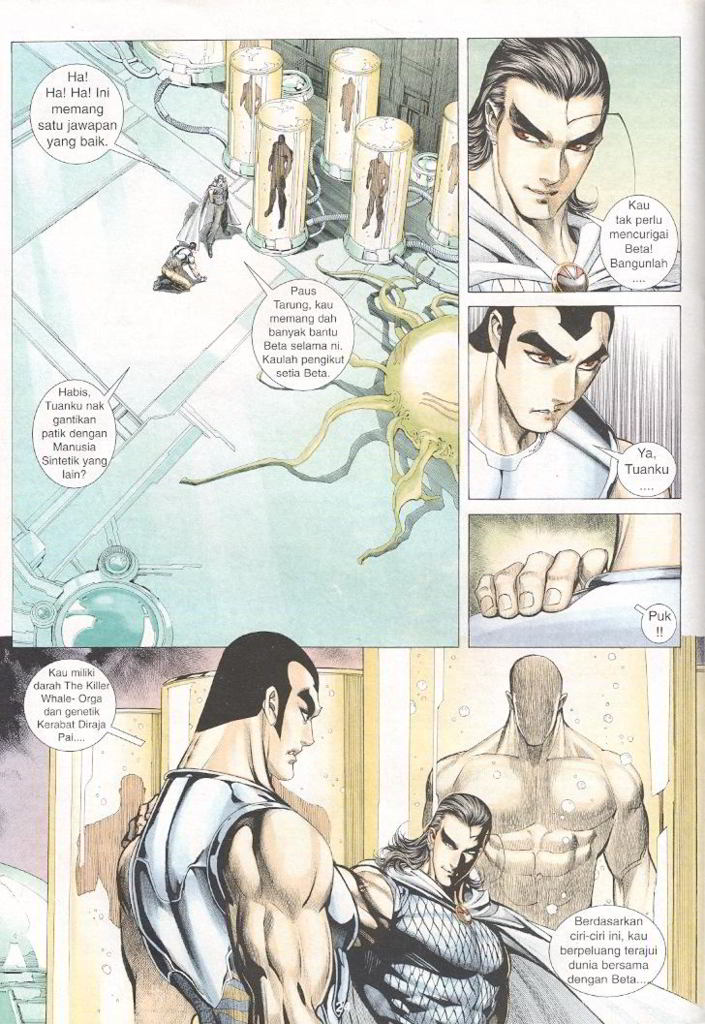 Ha!
Ha! Ha! Ini
memang
satu jawapan
yang baik.
Paus
Tarung, kau
memang dah
banyak bantu
Beta selama ni.
Kaulah pengikut
setia Beta.
Habis,
Tuanku nak
gantikan
patik dengan
Manusia
Sintetik yang
lain?
Kau
tak perlu
mencurigai
Beta!
Bangunlah
....
Ya,
Tuanku
....
Puk
!!
Kau miliki
darah The Killer
Whale- Orga
dan genetik
Kerabat Diraja
Pai....
Berdasarkan
ciri-ciri ini, kau
berpeluang terajui
dunia bersama
dengan Beta....